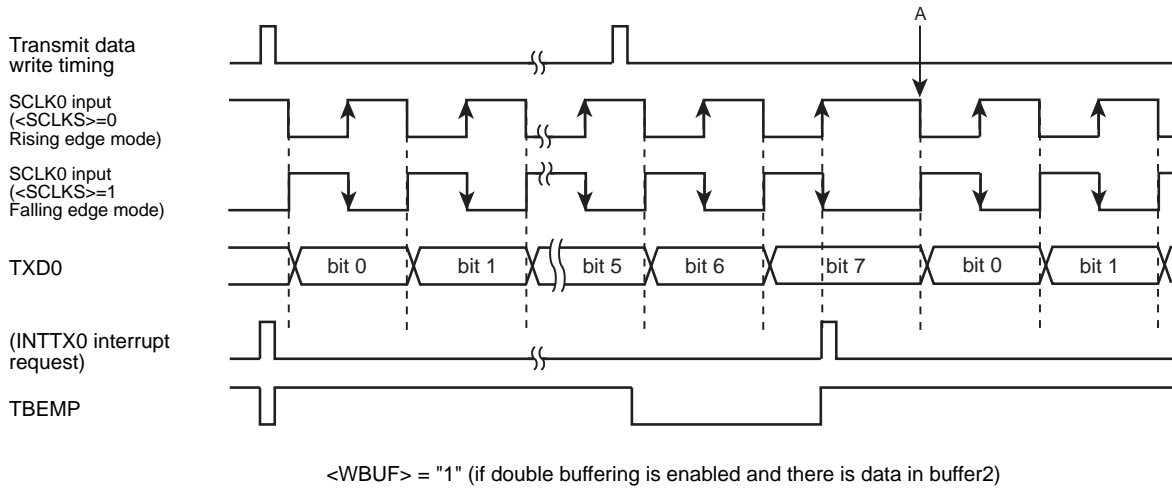 A
Transmit data
write timing
SCLK0 input
(<SCLKS>=0
Rising edge mode)
SCLK0 input
(<SCLKS>=1
Falling edge mode)
TXD0
bit 0
bit 1
bit 5
bit 6
bit 7
bit 0
bit 1
(INTTX0 interrupt
request)
TBEMP
<WBUF> = "1" (if double buffering is enabled and there is data in buffer2)